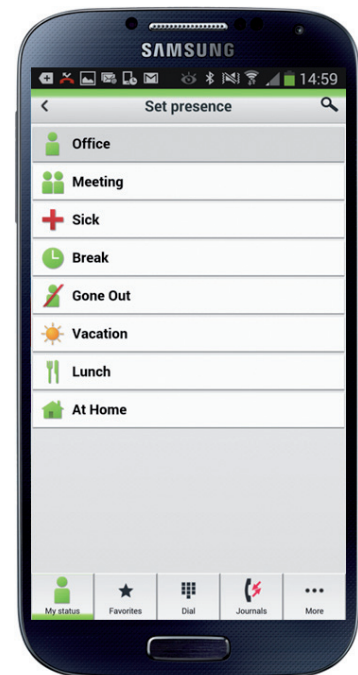 SAMSUNG
14:59
Set presence
Office
Meeting
Sick
Break
Gone Out
Vacation
Lunch
At Home
My status Favorites Dial Journals More